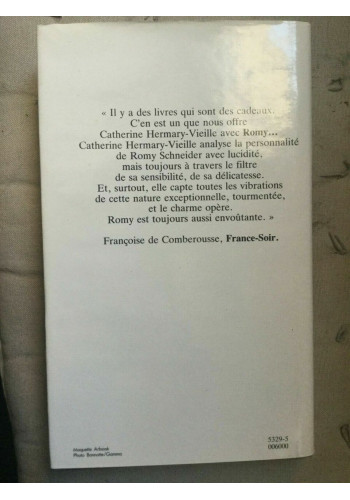 « Il y a des livres qui sont des cadeaux.
C'en est un que nous offre
Catherine Hermary-Vieille avec Romy...
Catherine Hermary-Vieille analyse la personnalité
de Romy Schneider avec lucidité,
mais toujours à travers le filtre
de sa sensibilité, de sa délicatesse.
Et, surtout, elle capte toutes les vibrations
de cette nature exceptionnelle, tourmentée,
et le charme opère.
Romy est toujours aussi envoûtante. »
Françoise de Comberousse, France-Soir.
5329-3
006000
Maquette
Photo